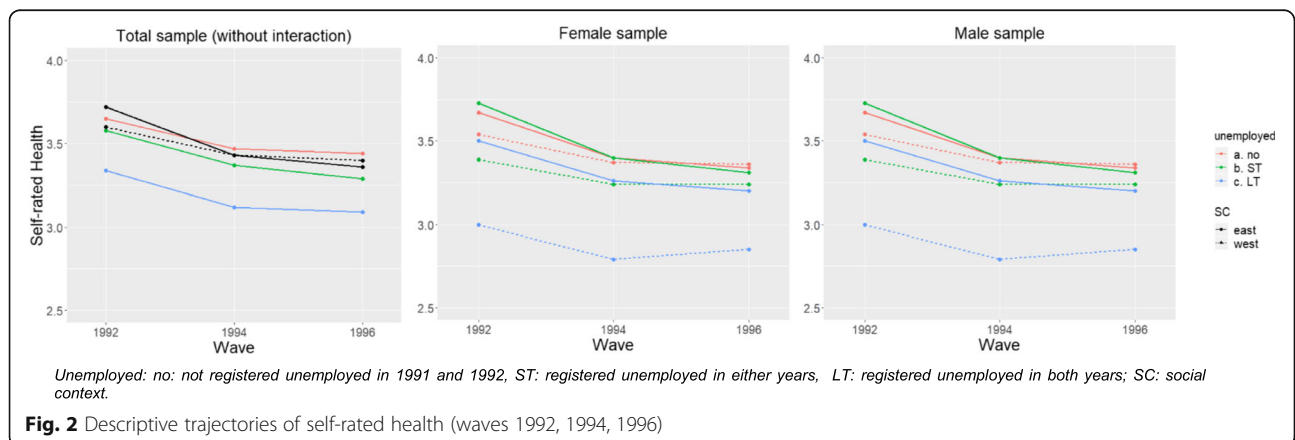 Total sample (without interaction)
Female sample
Male sample
4.0
3.5
3.0
2.5
Self-rated Health
1992
1994
1996
Wave
4.0
3.5
3.0
2.5
1992
1994
1996
Wave
4.0
3.5
3.0
2.5
1992
1994
1996
Wave
unemployed
a. no
b. ST
c. LT
SC
east
west
Unemployed: no: not registered unemployed in 1991 and 1992, ST: registered unemployed in either years, LT: registered unemployed in both years; SC: social
context.
Fig. 2 Descriptive trajectories of self-rated health (waves 1992, 1994, 1996)